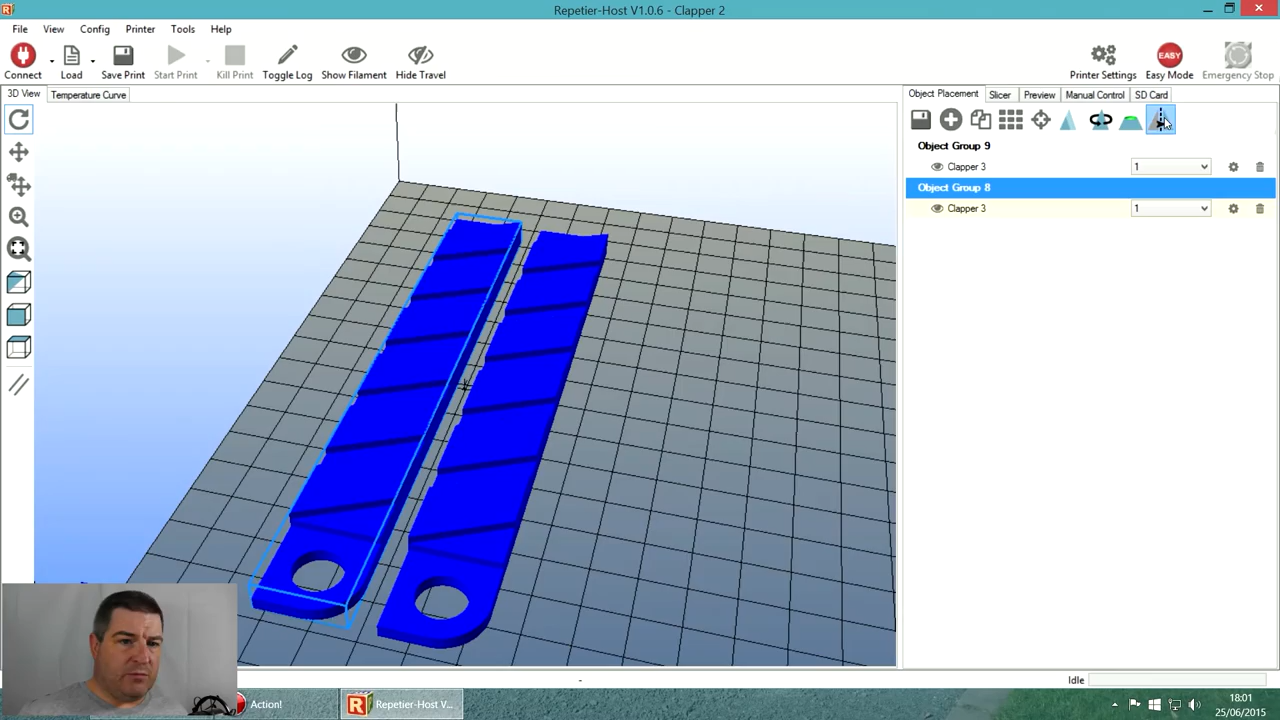 Repetier-Host V1.0.6 - Clapper 2
File View Config Printer Tools Help
Connect Load Save Print Start Print Kill Print Toggle Log Show Filament Hide Travel Printer Settings Easy Mode Emergency Stop
EASY
3D View Temperature Curve
Object Placement Slicer Preview Manual Control SD Card
Object Group 9
Clapper 3 1
Object Group 8
Clapper 3 1
- Idle
Action! Repetier-Host V...
18:01
25/06/2015